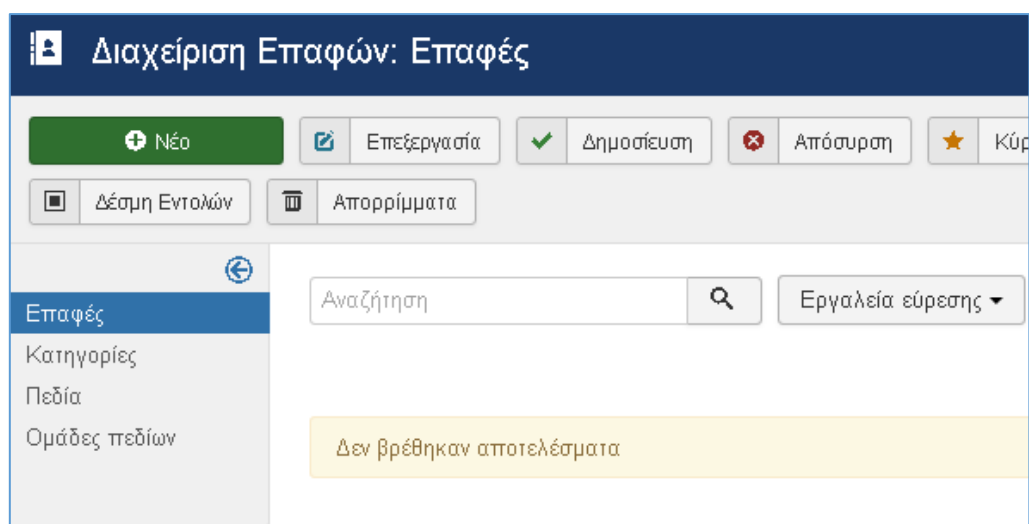 Διαχείριση Επαφών: Επαφές
Νέο Επεξεργασία Δημοσίευση Απόσυρση
Δέσμη Εντολών Απορρίμματα
Επαφές
Κατηγορίες
Πεδία
Ομάδες πεδίων
Αναζήτηση Εργαλεία εύρεσης
Δεν βρέθηκαν αποτελέσματα